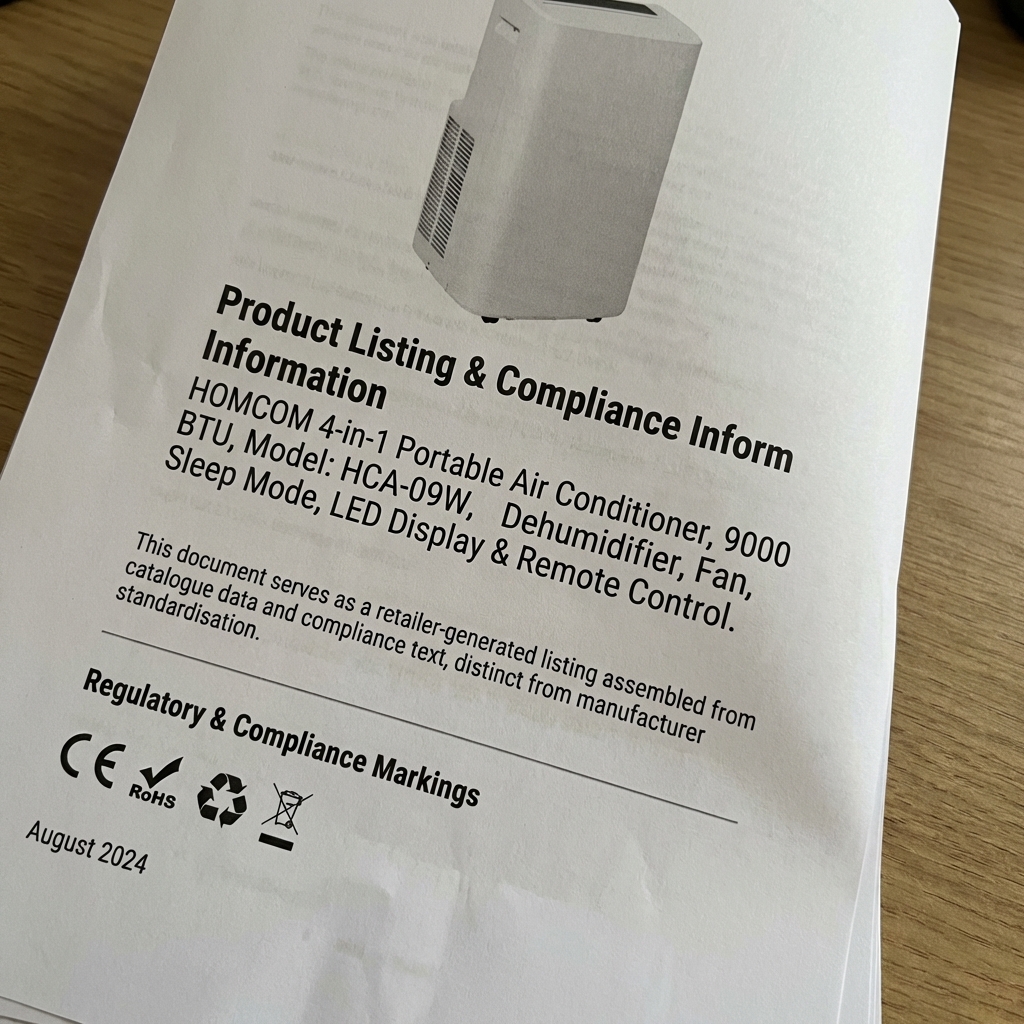 Product Listing & Compliance Inform
Information
HOMCOM 4-in-1 Portable Air Conditioner, 9000
BTU, Model: HCA-09W, Dehumidifier, Fan,
Sleep Mode, LED Display & Remote Control.
This document serves as a retailer-generated listing assembled from
catalogue data and compliance text, distinct from manufacturer
standardisation.
Regulatory & Compliance Markings
CE
RoHS
August 2024